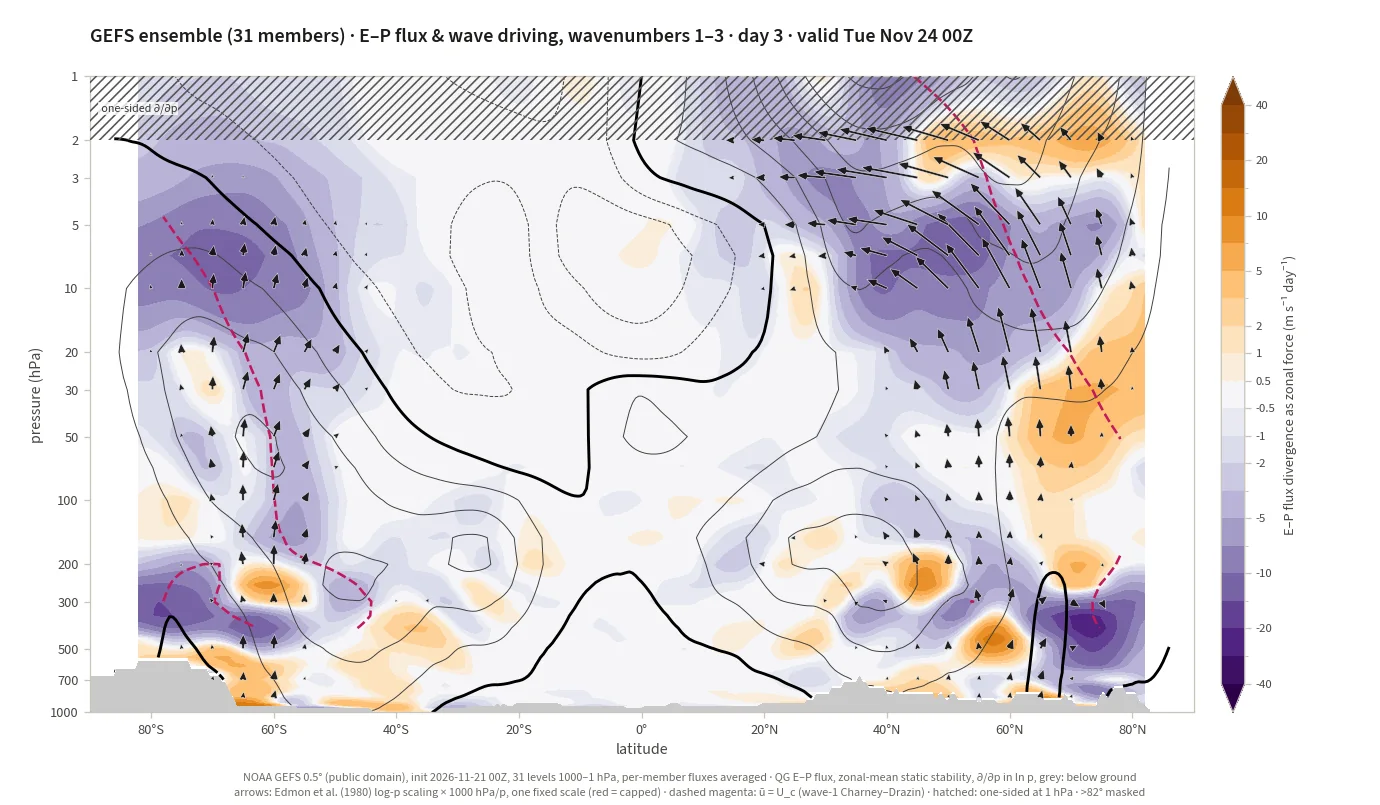 GEFS ensemble (31 members) · E–P flux & wave driving, wavenumbers 1–3 · day 3 · valid Tue Nov 24 00Z
one-sided ∂/∂p
pressure (hPa)
1
2
3
5
10
20
30
50
100
200
300
500
700
1000
80°S
60°S
40°S
20°S
0°
20°N
40°N
60°N
80°N
latitude
40
20
10
5
2
1
0.5
-0.5
-1
-2
-5
-10
-20
-40
E–P flux divergence as zonal force (m s⁻¹ day⁻¹)
NOAA GEFS 0.5° (public domain), init 2026-11-21 00Z, 31 levels 1000–1 hPa, per-member fluxes averaged · QG E–P flux, zonal-mean static stability, ∂/∂p in ln p, grey: below ground
arrows: Edmon et al. (1980) log-p scaling × 1000 hPa/p, one fixed scale (red = capped) · dashed magenta: ū = U_c (wave-1 Charney–Drazin) · hatched: one-sided at 1 hPa · >82° masked